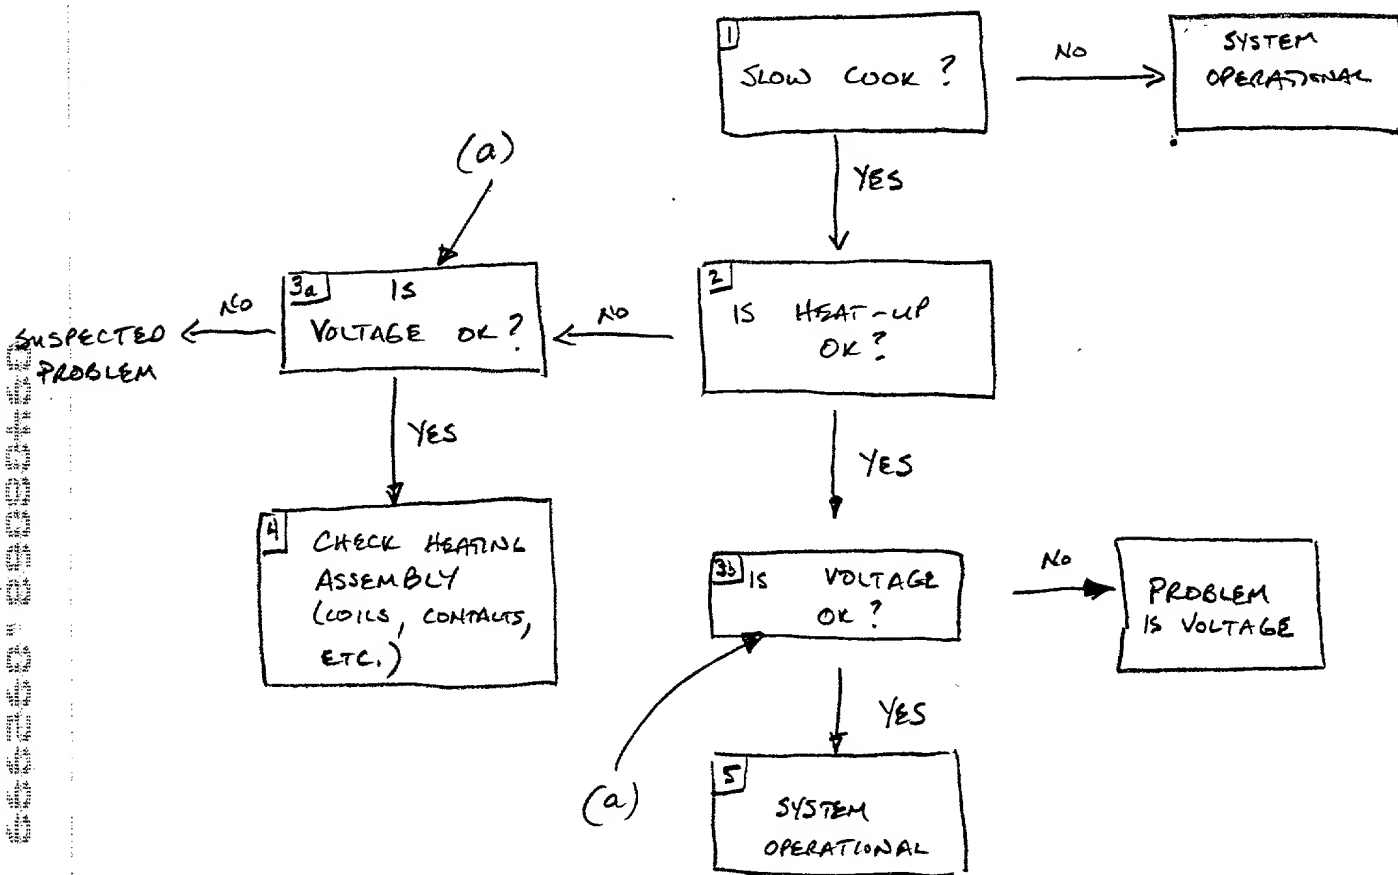 1
SLOW COOK ?
NO
SYSTEM
OPERATIONAL
YES
(a)
3a
IS
VOLTAGE OK ?
NO
SUSPECTED
PROBLEM
NO
2
IS HEAT-UP
OK ?
YES
YES
4
CHECK HEATING
ASSEMBLY
(COILS, CONTACTS,
ETC.)
3b
IS VOLTAGE
OK ?
NO
PROBLEM
IS VOLTAGE
(a)
YES
5
SYSTEM
OPERATIONAL